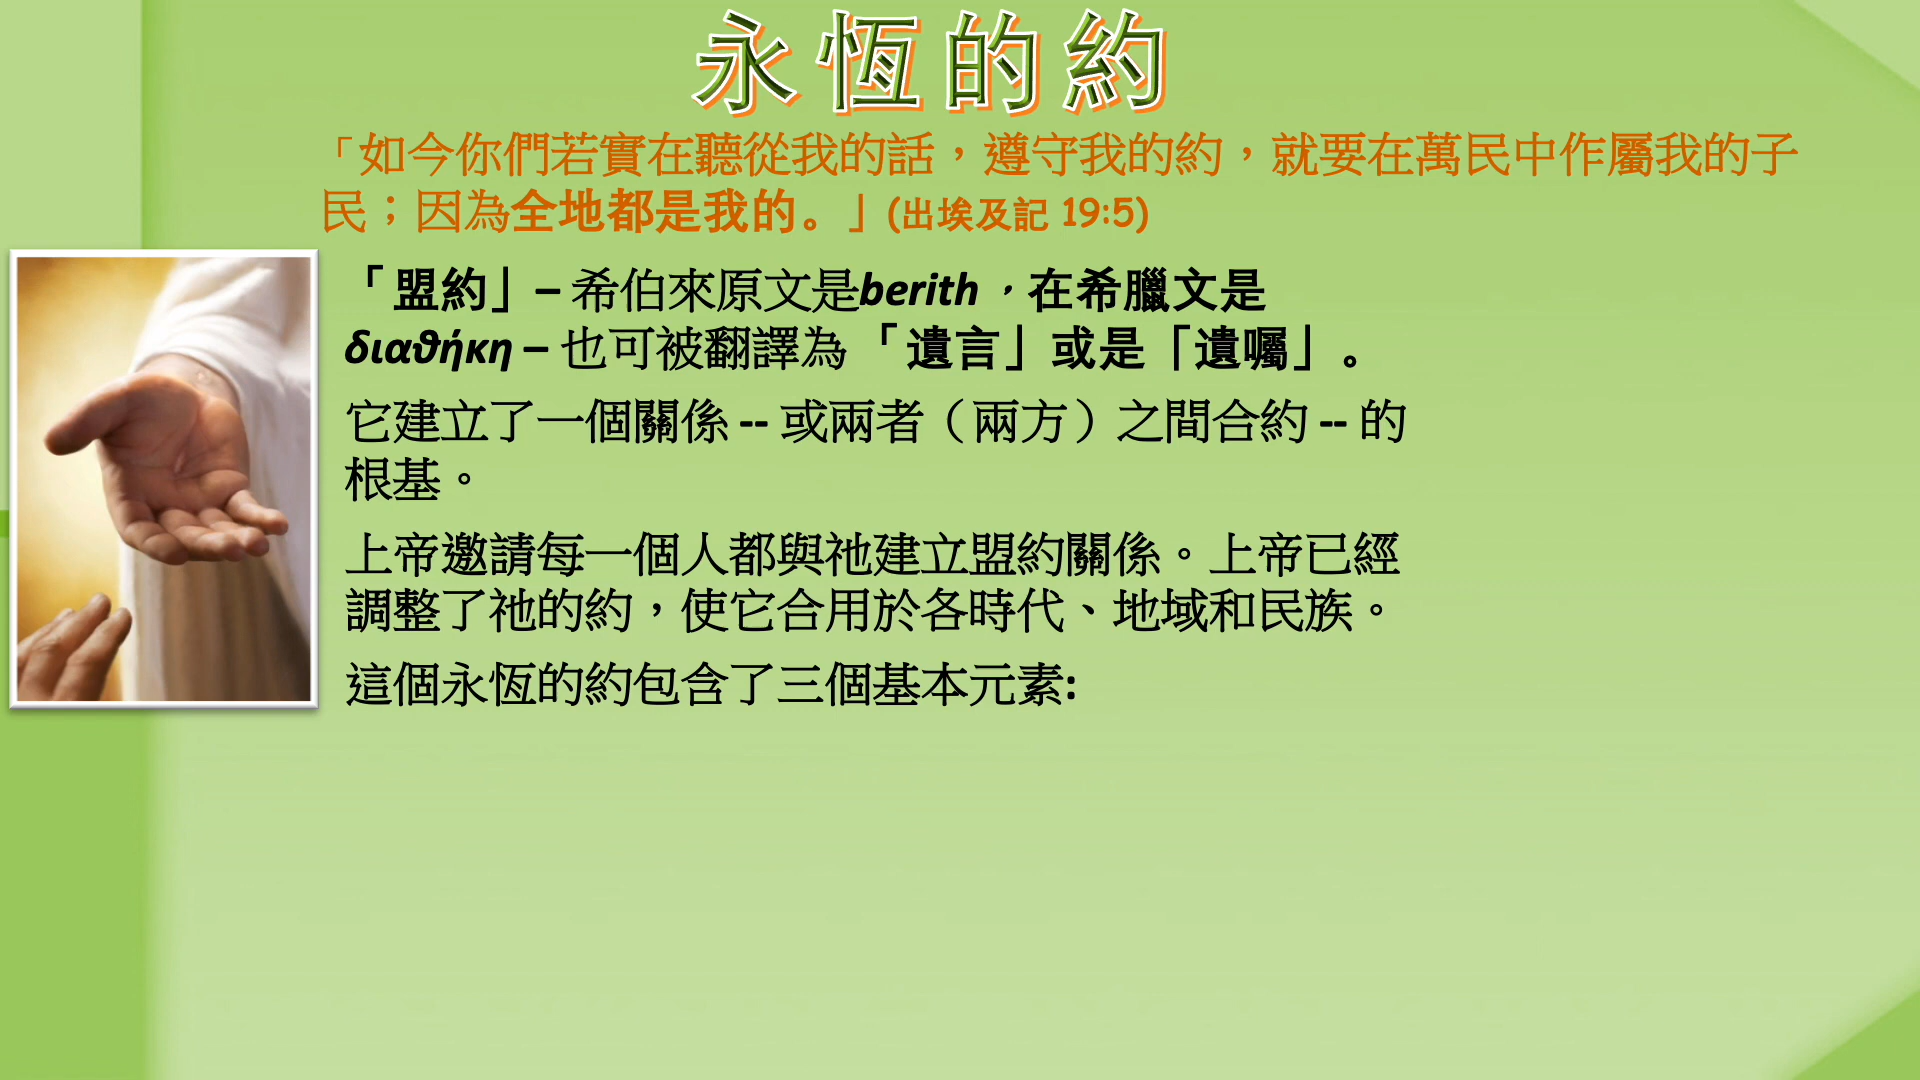 永恆的約
「如今你們若實在聽從我的話，遵守我的約，就要在萬民中作屬我的子
民；因為全地都是我的。」(出埃及記 19:5)
「盟約」– 希伯來原文是berith，在希臘文是
διαθήκη – 也可被翻譯為 「遺言」或是「遺囑」。
它建立了一個關係 -- 或兩者（兩方）之間合約 -- 的
根基。
上帝邀請每一個人都與祂建立盟約關係。上帝已經
調整了祂的約，使它合用於各時代、地域和民族。
這個永恆的約包含了三個基本元素: